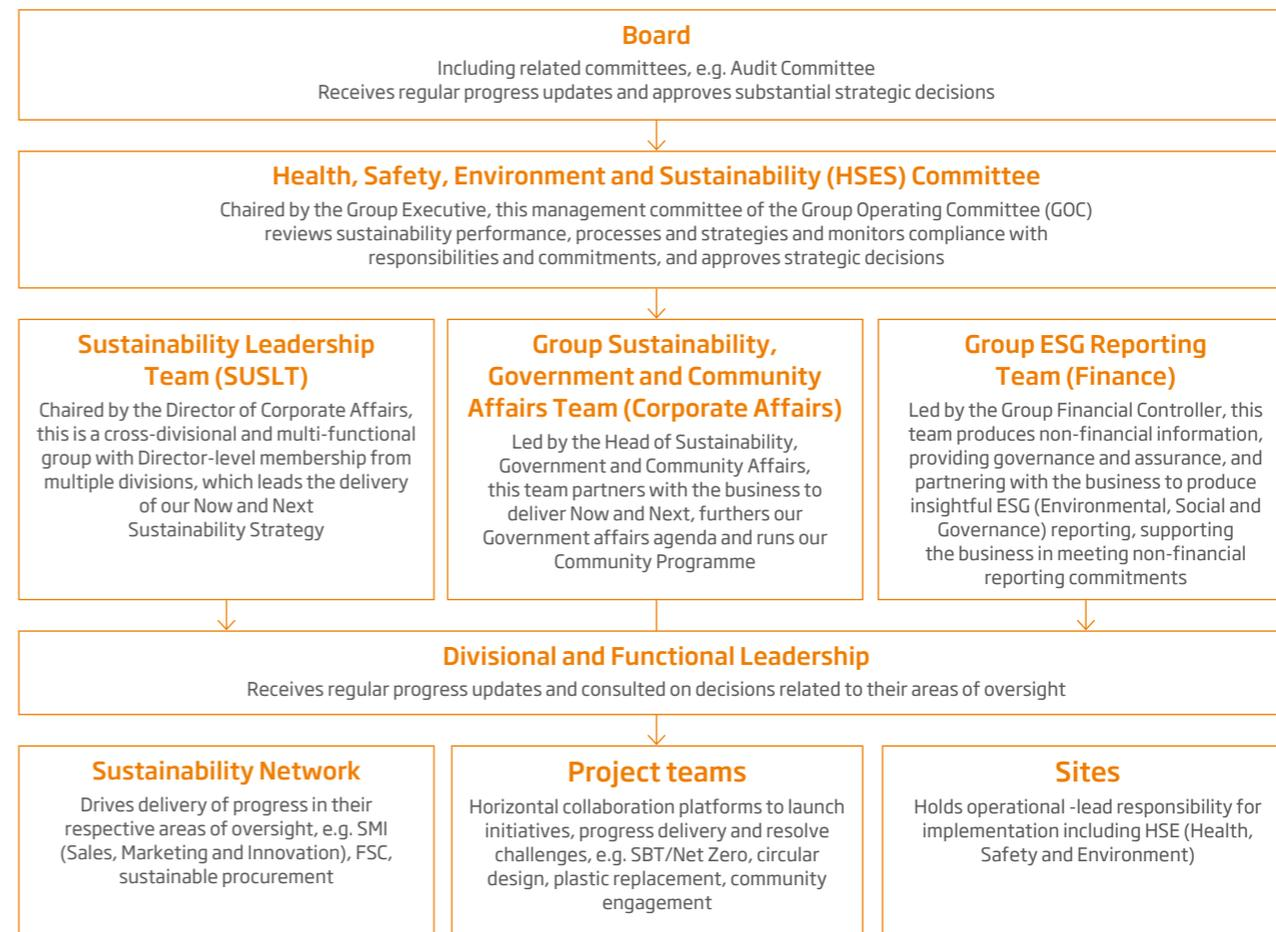 Board
Including related committees, e.g. Audit Committee
Receives regular progress updates and approves substantial strategic decisions
Health, Safety, Environment and Sustainability (HSES) Committee
Chaired by the Group Executive, this management committee of the Group Operating Committee (GOC)
reviews sustainability performance, processes and strategies and monitors compliance with
responsibilities and commitments, and approves strategic decisions
Sustainability Leadership
Team (SUSLT)
Chaired by the Director of Corporate Affairs,
this is a cross-divisional and multi-functional
group with Director-level membership from
multiple divisions, which leads the delivery
of our Now and Next
Sustainability Strategy
Group Sustainability,
Government and Community
Affairs Team (Corporate Affairs)
Led by the Head of Sustainability,
Government and Community Affairs,
this team partners with the business to
deliver Now and Next, furthers our
Government affairs agenda and runs our
Community Programme
Group ESG Reporting
Team (Finance)
Led by the Group Financial Controller, this
team produces non-financial information,
providing governance and assurance, and
partnering with the business to produce
insightful ESG (Environmental, Social and
Governance) reporting, supporting
the business in meeting non-financial
reporting commitments
Divisional and Functional Leadership
Receives regular progress updates and consulted on decisions related to their areas of oversight
Sustainability Network
Drives delivery of progress in their
respective areas of oversight, e.g. SMI
(Sales, Marketing and Innovation), FSC,
sustainable procurement
Project teams
Horizontal collaboration platforms to launch
initiatives, progress delivery and resolve
challenges, e.g. SBT/Net Zero, circular
design, plastic replacement, community
engagement
Sites
Holds operational -lead responsibility for
implementation including HSE (Health,
Safety and Environment)